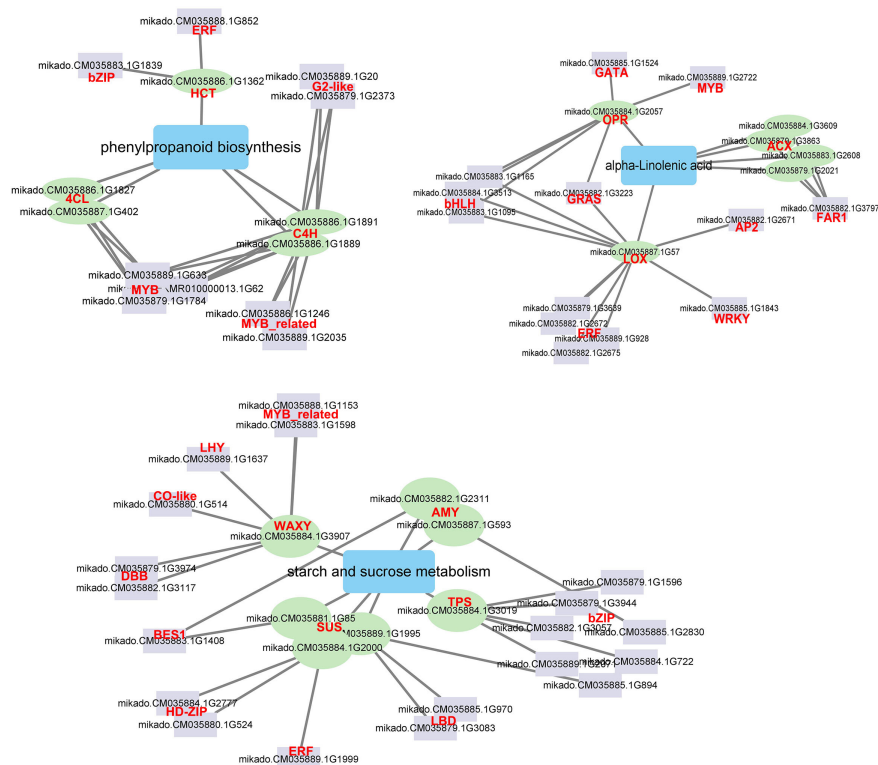 mikado.CM035888.1G852
ERF
mikado.CM035883.1G1839
bZIP
mikado.CM035886.1G1362
HCT
mikado.CM035889.1G20
G2-like
mikado.CM035879.1G2373
phenylpropanoid biosynthesis
mikado.CM035886.1G1827
4CL
mikado.CM035887.1G402
mikado.CM035886.1G1891
C4H
mikado.CM035886.1G1889
mikado.CM035889.1G633
MYB
MR010000013.1G62
mikado.CM035879.1G1784
mikado.CM035886.1G1246
MYB_related
mikado.CM035889.1G2035
mikado.CM035885.1G1524
GATA
mikado.CM035889.1G2722
MYB
mikado.CM035884.1G2057
OPR
mikado.CM035884.1G3609
ACX
mikado.CM035879.1G3863
mikado.CM035883.1G2608
mikado.CM035879.1G2021
alpha-Linolenic acid
mikado.CM035883.1G1165
mikado.CM035884.1G3513
bHLH
mikado.CM035883.1G1095
mikado.CM035882.1G3223
GRAS
mikado.CM035882.1G3797
FAR1
mikado.CM035882.1G2671
AP2
mikado.CM035887.1G57
LOX
mikado.CM035885.1G1843
WRKY
mikado.CM035879.1G3639
mikado.CM035882.1G2672
ERF
mikado.CM035889.1G928
mikado.CM035882.1G2675
mikado.CM035888.1G1153
MYB_related
mikado.CM035883.1G1598
LHY
mikado.CM035889.1G1637
CO-like
mikado.CM035880.1G514
WAXY
mikado.CM035884.1G3907
mikado.CM035882.1G2311
AMY
mikado.CM035887.1G593
mikado.CM035879.1G3974
DBB
mikado.CM035882.1G3117
starch and sucrose metabolism
mikado.CM035879.1G1596
TPS
mikado.CM035884.1G3019
mikado.CM035879.1G3944
bZIP
mikado.CM035882.1G3057
mikado.CM035885.1G2830
mikado.CM035881.1G85
SUS
CM035889.1G1995
mikado.CM035884.1G2000
BES1
mikado.CM035883.1G1408
mikado.CM035884.1G722
mikado.CM035889.1G2071
mikado.CM035885.1G894
mikado.CM035884.1G2777
HD-ZIP
mikado.CM035880.1G524
mikado.CM035885.1G970
LBD
mikado.CM035879.1G3083
ERF
mikado.CM035889.1G1999